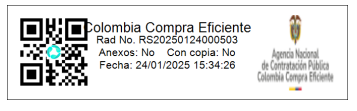 Colombia Compra Eficiente
Rad No. RS20250124000503
Anexos: No Con copia: No
Fecha: 24/01/2025 15:34:26
Agencia Nacional
de Contratación Pública
Colombia Compra Eficiente